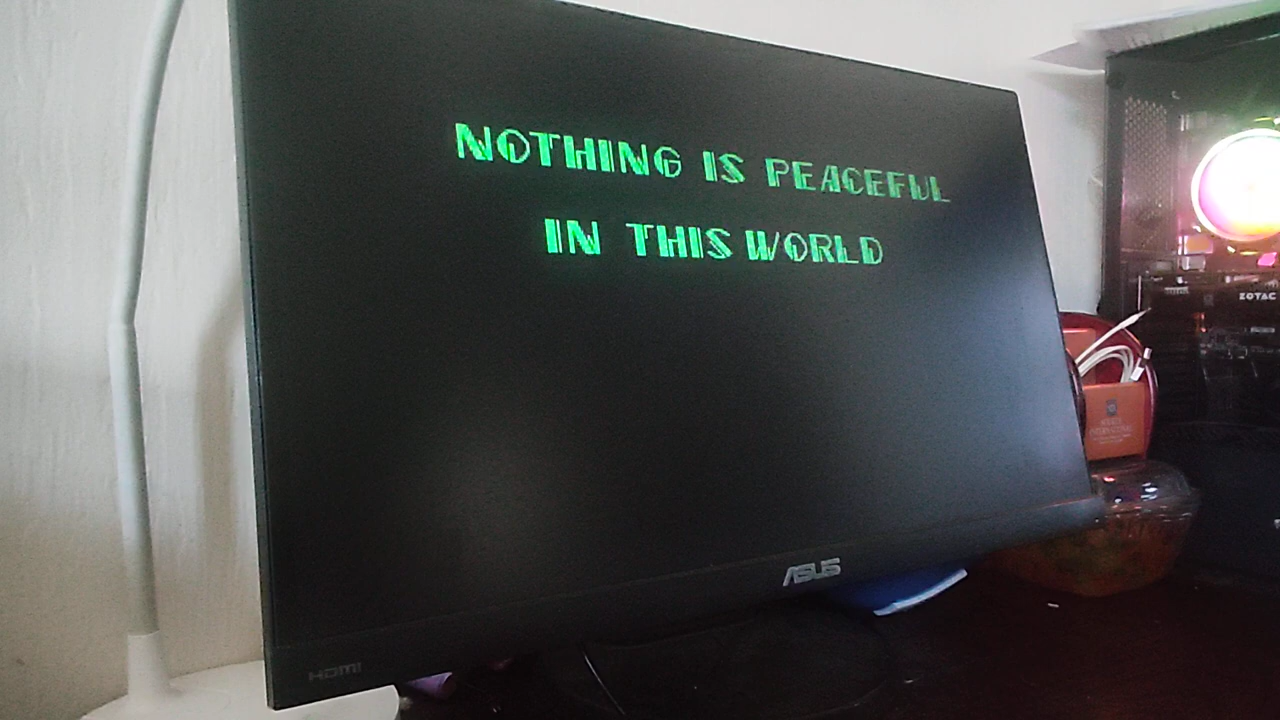 NOTHING IS PEACEFUL
IN THIS WORLD
ZOTAC
ASUS
HDMI